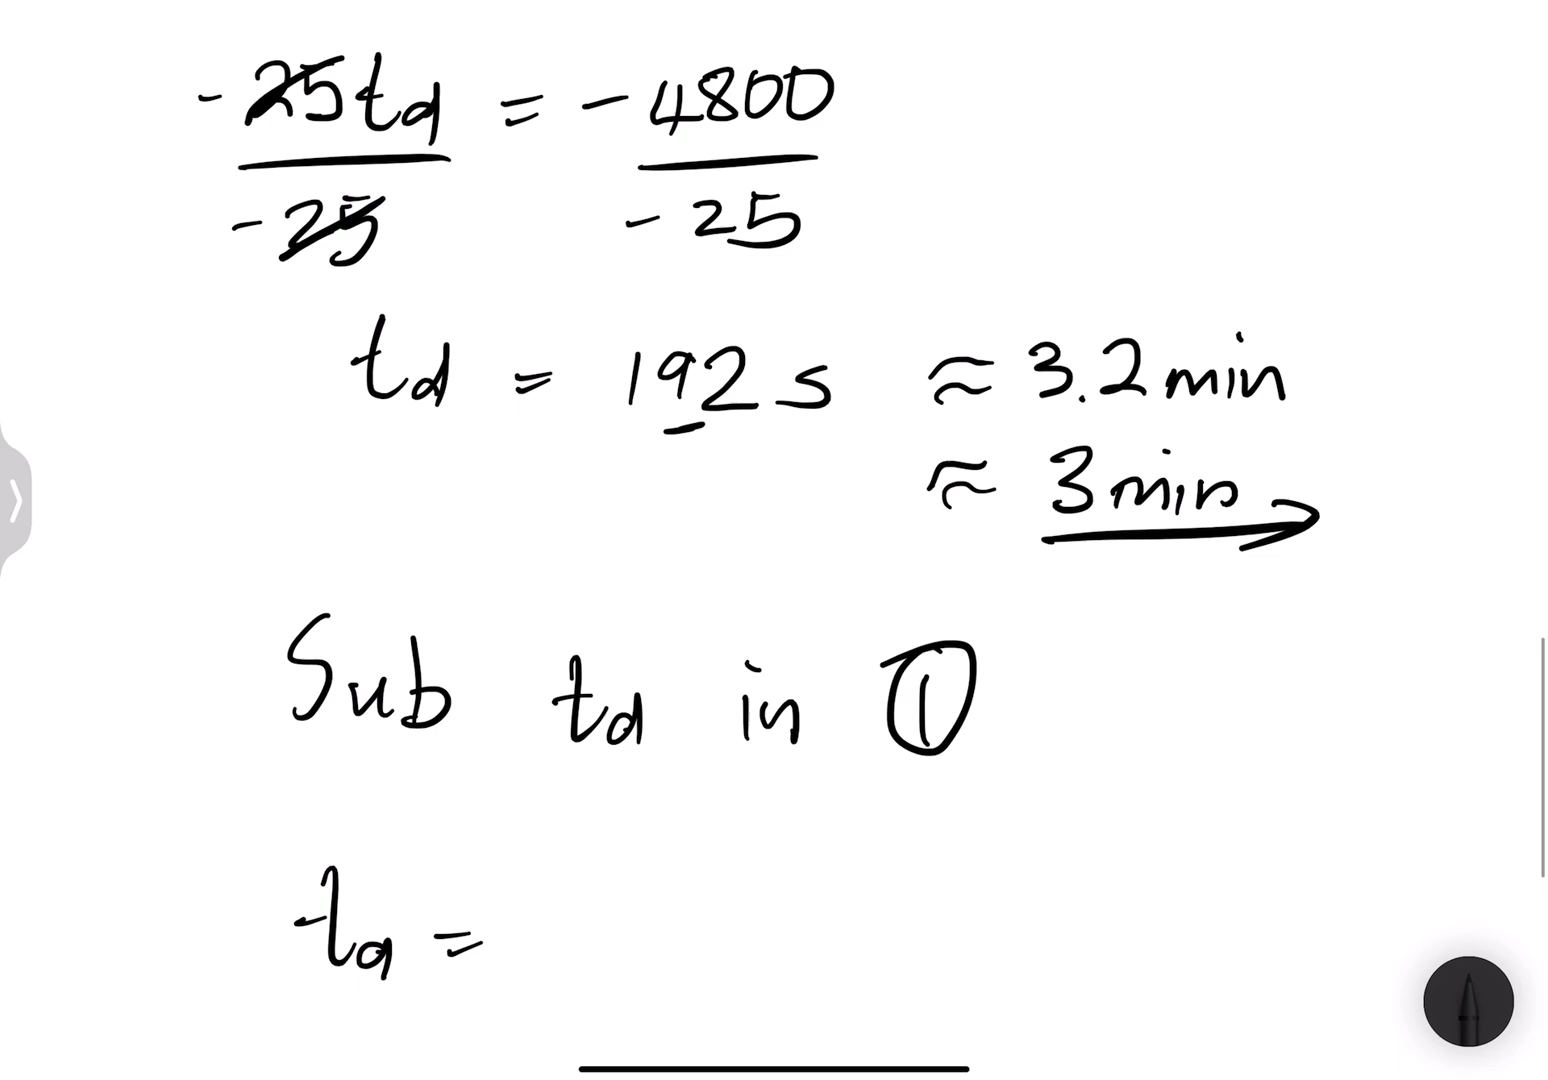 -25td = -4800
-25 -25
td = 192 s ≈ 3.2 min
≈ 3 min
Sub td in ①
ta =